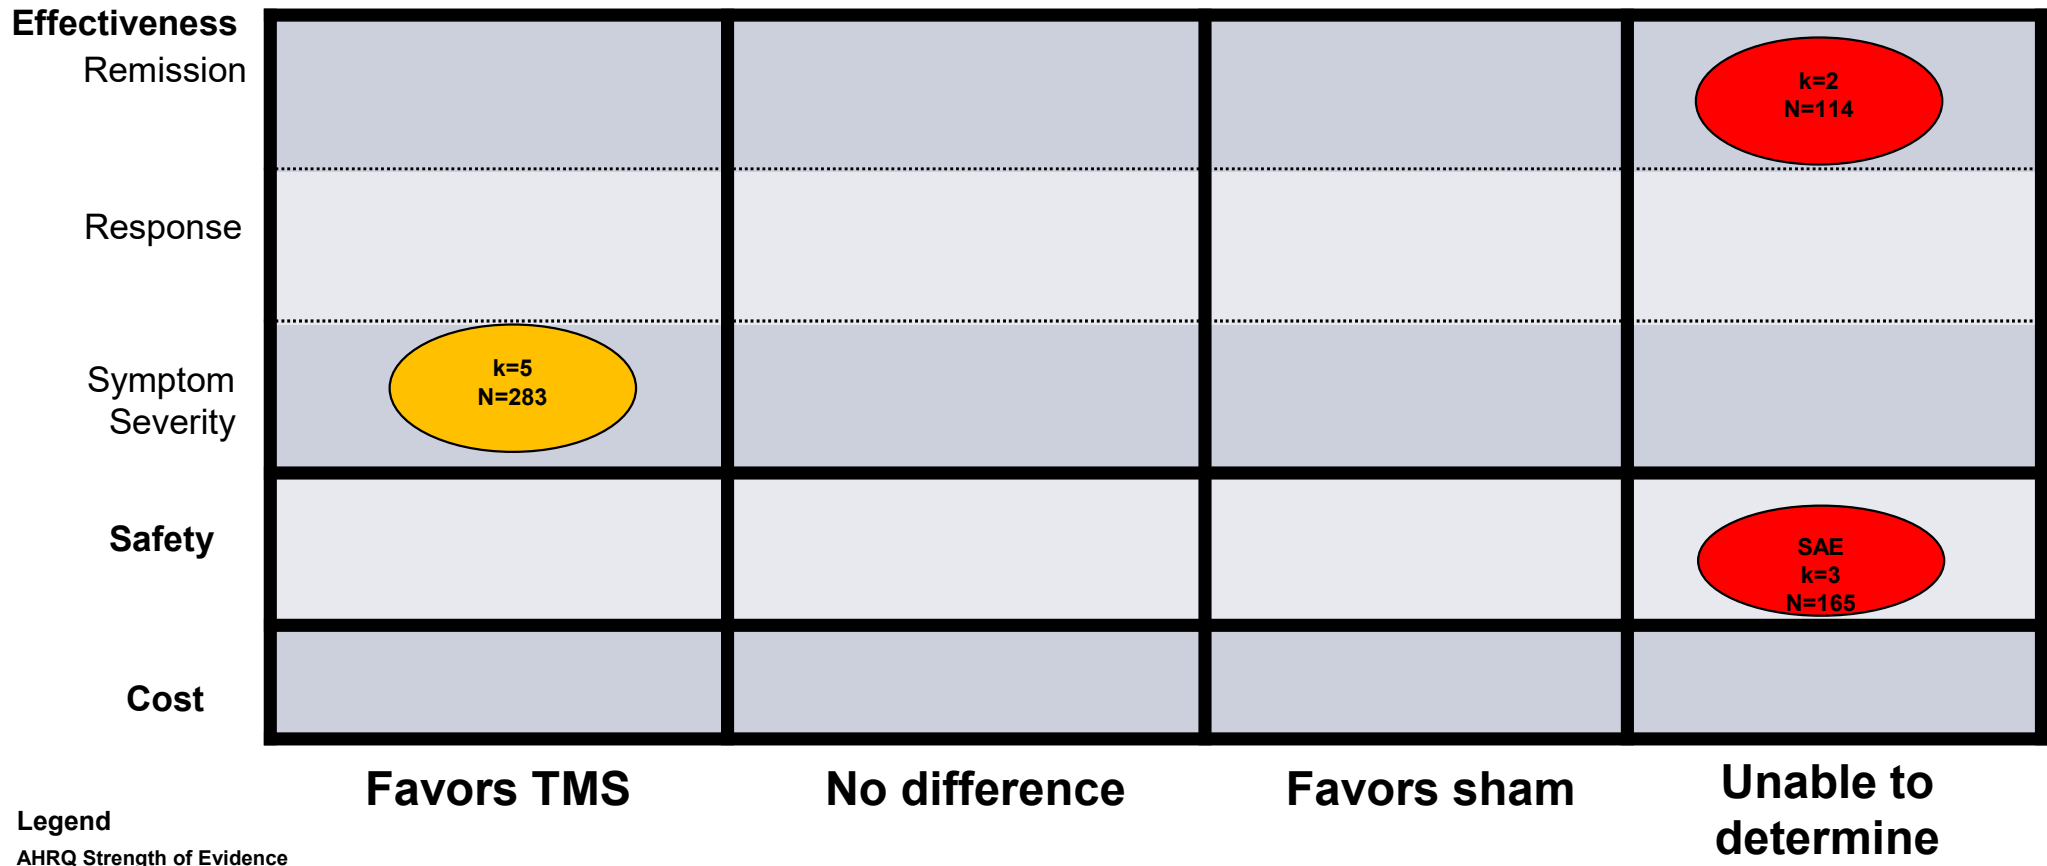 Effectiveness
Remission
k=2
N=114
Response
Symptom
Severity
k=5
N=283
Safety
SAE
k=3
N=165
Cost
Favors TMS
No difference
Favors sham
Unable to
determine
Legend
AHRQ Strength of Evidence